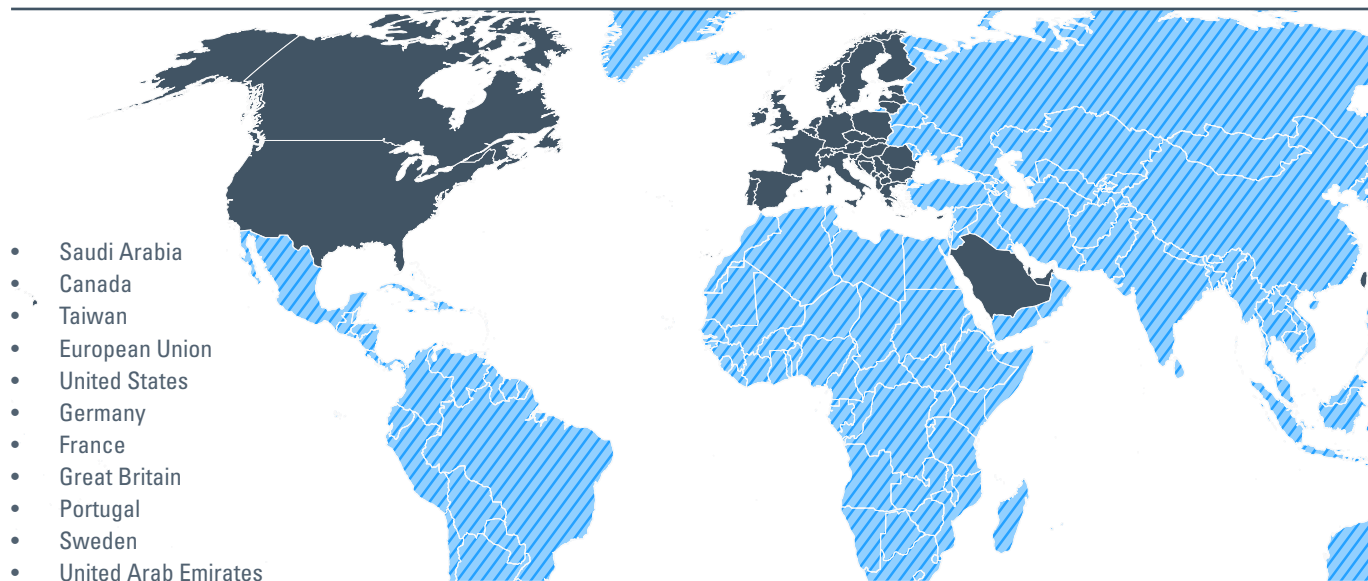 • Saudi Arabia
• Canada
• Taiwan
• European Union
• United States
• Germany
• France
• Great Britain
• Portugal
• Sweden
• United Arab Emirates